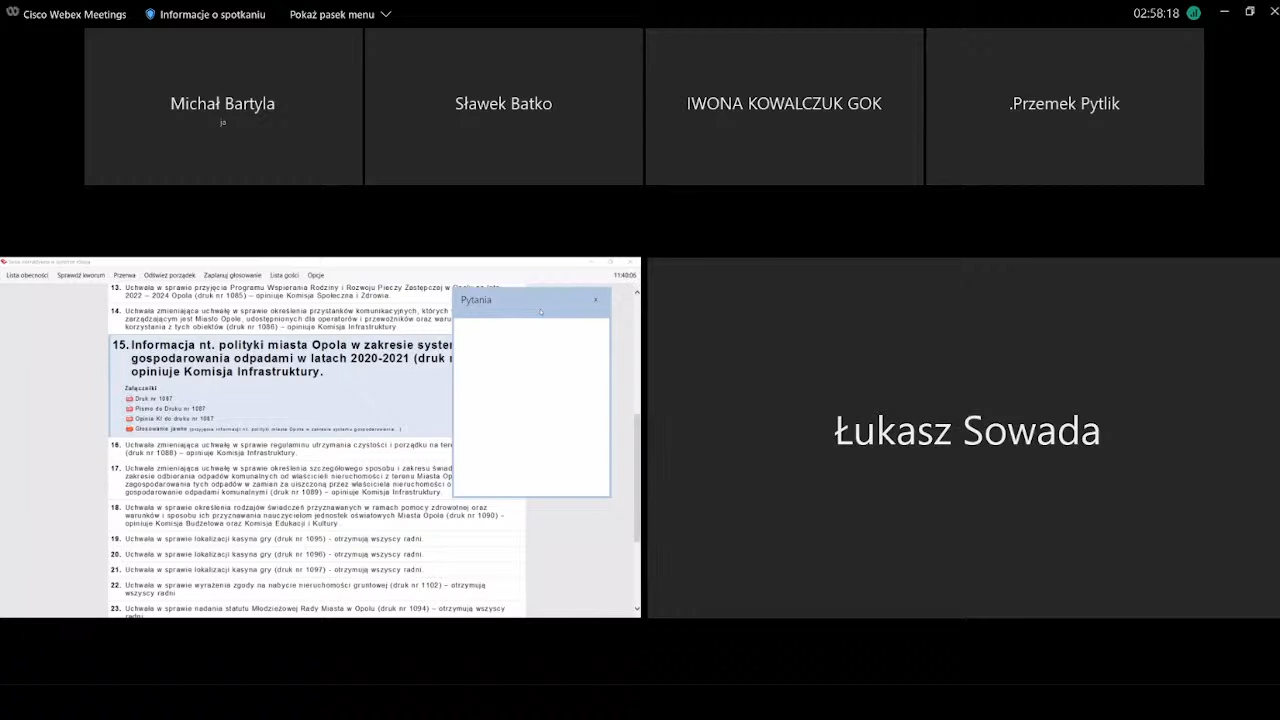 Cisco Webex Meetings
Informacje o spotkaniu
Pokaż pasek menu
02:58:18
Michał Bartyla
ja
Sławek Batko
IWONA KOWALCZUK GOK
.Przemek Pytlik
Lista obecności Sprawdź kworum Przerwa Odśwież porządek Zaplanuj głosowanie Lista gości Opcje 11:40:06
13. Uchwała w sprawie przyjęcia Programu Wspierania Rodziny i Rozwoju Pieczy Zastępczej w
2022 – 2024 Opola (druk nr 1085) – opiniuje Komisja Społeczna i Zdrowia.
14. Uchwała zmieniająca uchwałę w sprawie określenia przystanków komunikacyjnych, których
zarządzającym jest Miasto Opole, udostępnionych dla operatorów i przewoźników oraz
korzystania z tych obiektów (druk nr 1086) – opiniuje Komisja Infrastruktury
15. Informacja nt. polityki miasta Opola w zakresie
gospodarowania odpadami w latach 2020-2021 (druk
opiniuje Komisja Infrastruktury.
Załączniki
Druk nr 1087
Pismo do Druku nr 1087
Opinia KI do druku nr 1087
Głosowanie jawne (przyjęcie informacji nt. polityki miasta Opola w zakresie systemu gospodarowania...)
16. Uchwała zmieniająca uchwałę w sprawie regulaminu utrzymania czystości i porządku na
(druk nr 1088) – opiniuje Komisja Infrastruktury.
17. Uchwała zmieniająca uchwałę w sprawie określenia szczegółowego sposobu i zakresu
zakresie odbierania odpadów komunalnych od właścicieli nieruchomości z terenu Miasta
zagospodarowania tych odpadów w zamian za uiszczoną przez właściciela nieruchomości
gospodarowanie odpadami komunalnymi (druk nr 1089) – opiniuje Komisja Infrastruktury.
18. Uchwała w sprawie określenia rodzajów świadczeń przyznawanych w ramach pomocy zdrowotnej oraz
warunków i sposobu ich przyznawania nauczycielom jednostek oświatowych Miasta Opola (druk nr 1090) –
opiniuje Komisja Budżetowa oraz Komisja Edukacji i Kultury
19. Uchwała w sprawie lokalizacji kasyna gry (druk nr 1095) - otrzymują wszyscy radni.
20. Uchwała w sprawie lokalizacji kasyna gry (druk nr 1096) - otrzymują wszyscy radni.
21. Uchwała w sprawie lokalizacji kasyna gry (druk nr 1097) - otrzymują wszyscy radni.
22. Uchwała w sprawie wyrażenia zgody na nabycie nieruchomości gruntowej (druk nr 1102) – otrzymują
wszyscy radni
23. Uchwała w sprawie nadania statutu Młodzieżowej Rady Miasta w Opolu (druk nr 1094) – otrzymują wszyscy
radni
Pytania x
Łukasz Sowada